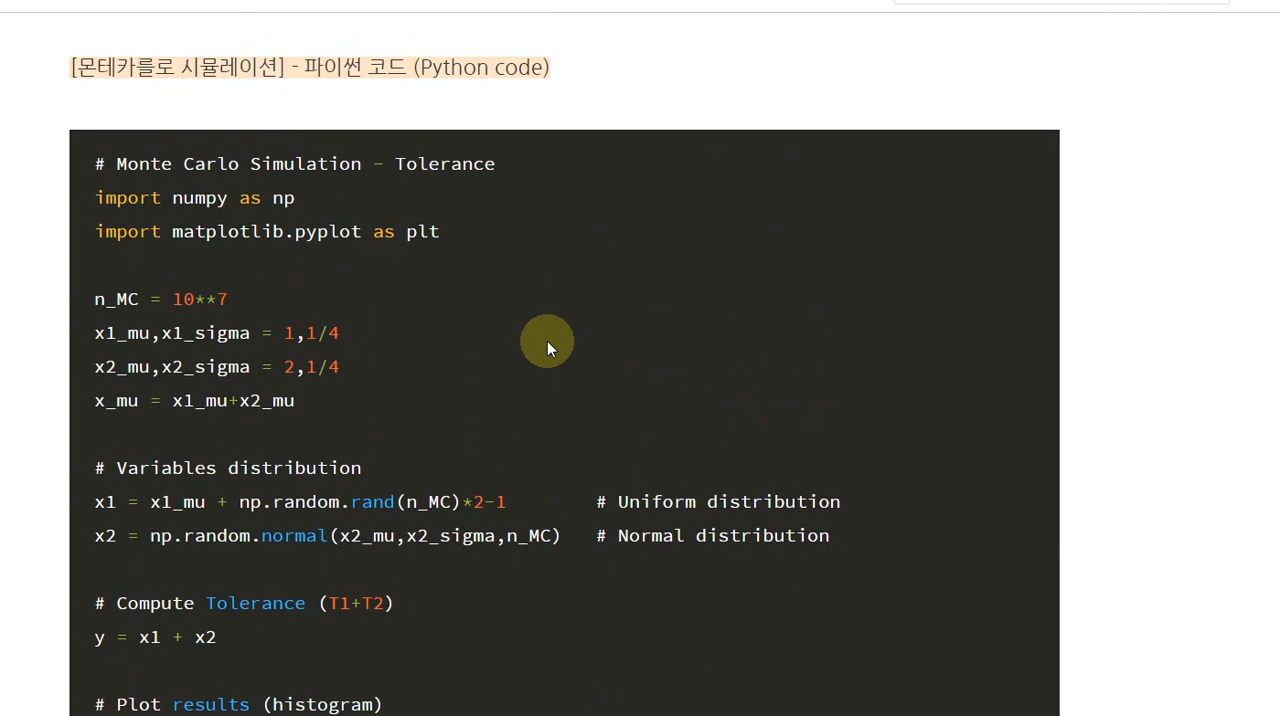 [몬테카를로 시뮬레이션] - 파이썬 코드 (Python code)
# Monte Carlo Simulation - Tolerance
import numpy as np
import matplotlib.pyplot as plt
n_MC = 10**7
x1_mu,x1_sigma = 1,1/4
x2_mu,x2_sigma = 2,1/4
x_mu = x1_mu+x2_mu
# Variables distribution
x1 = x1_mu + np.random.rand(n_MC)*2-1 # Uniform distribution
x2 = np.random.normal(x2_mu,x2_sigma,n_MC) # Normal distribution
# Compute Tolerance (T1+T2)
y = x1 + x2
# Plot results (histogram)